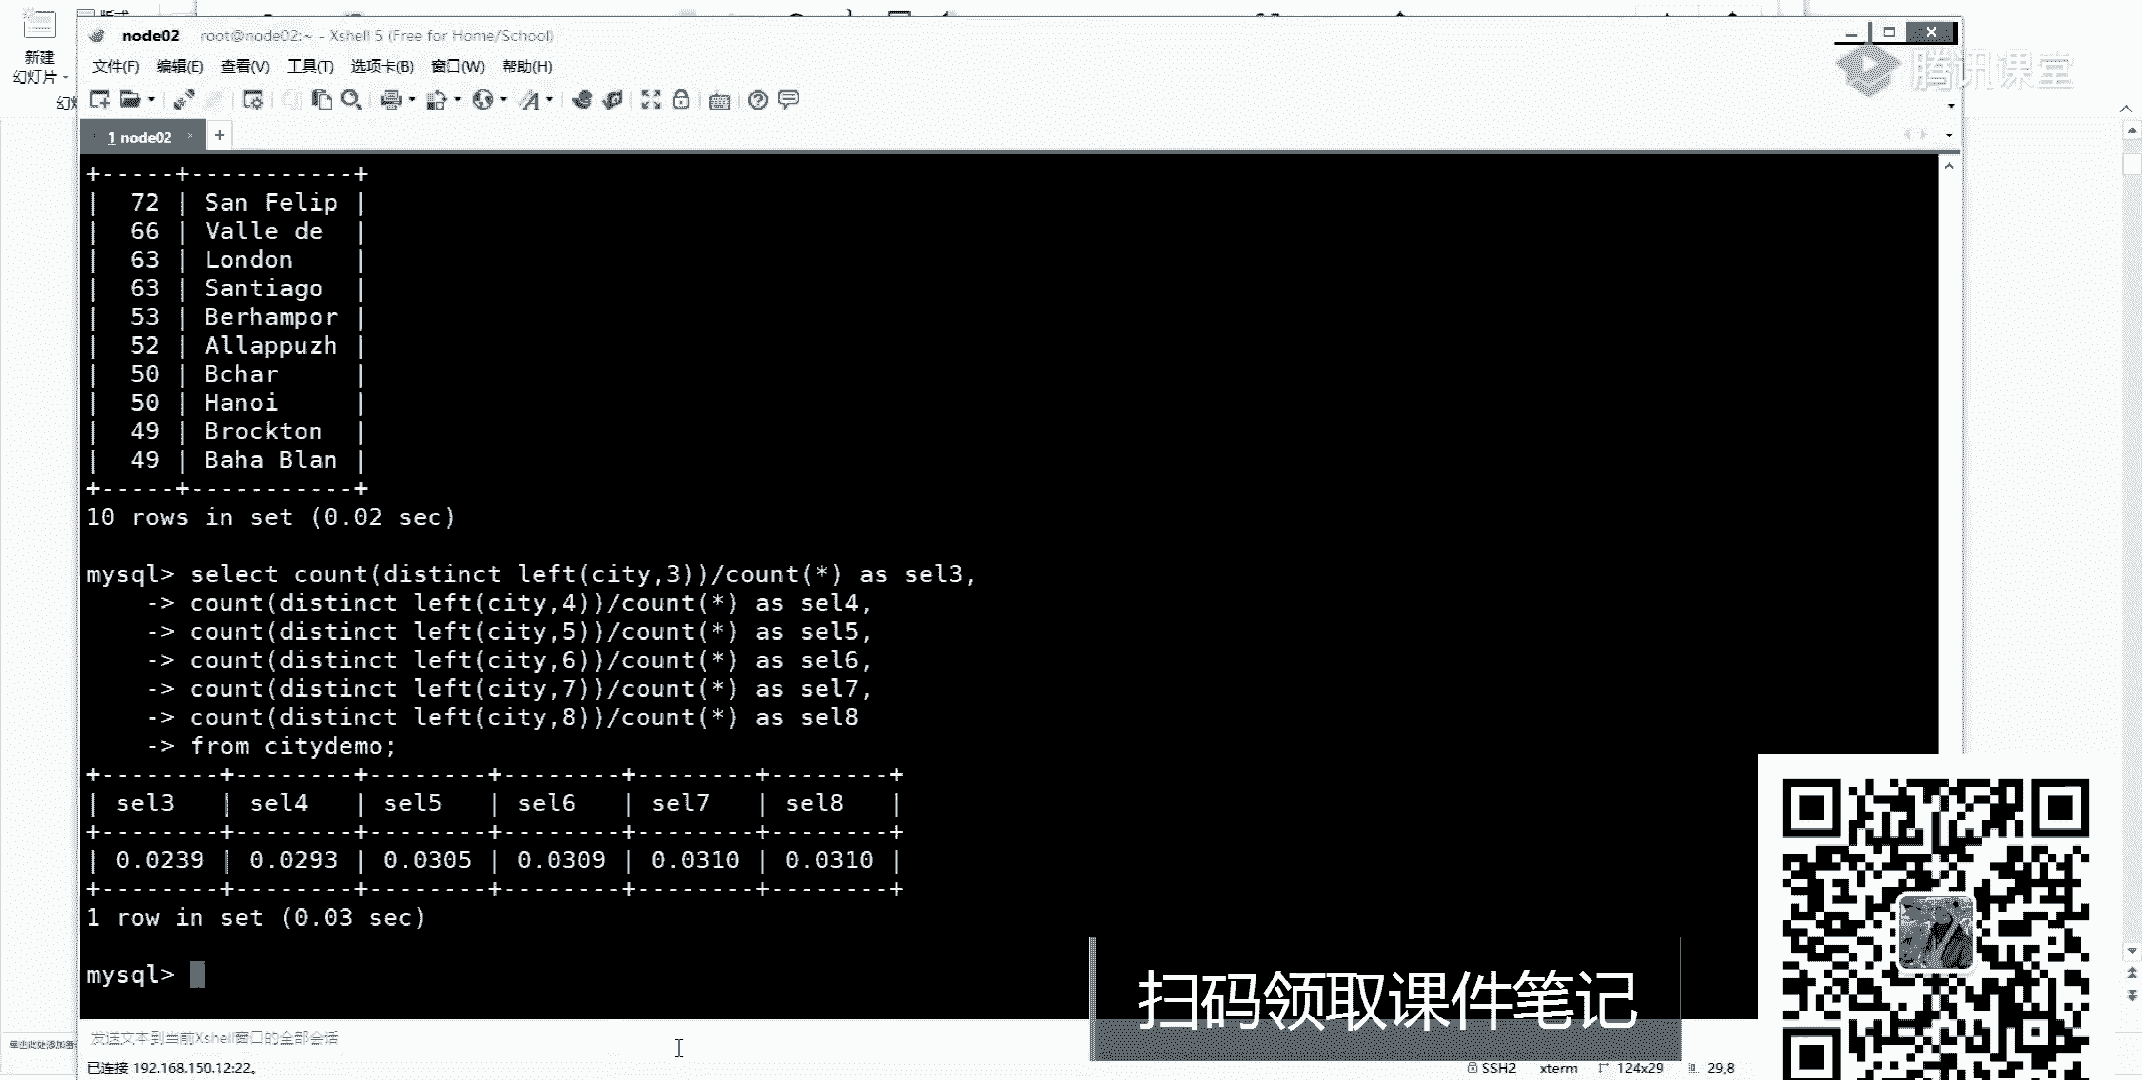 新建
幻灯片
node02 root@node02:~ - Xshell 5 (Free for Home/School)
腾讯课堂
文件(F) 编辑(E) 查看(V) 工具(T) 选项卡(B) 窗口(W) 帮助(H)
1 node02 × +
+-----+-----------+
|  72 | San Felip |
|  66 | Valle de  |
|  63 | London    |
|  63 | Santiago  |
|  53 | Berhampor |
|  52 | Allappuzh |
|  50 | Bchar     |
|  50 | Hanoi     |
|  49 | Brockton  |
|  49 | Baha Blan |
+-----+-----------+
10 rows in set (0.02 sec)
mysql> select count(distinct left(city,3))/count(*) as sel3,
    -> count(distinct left(city,4))/count(*) as sel4,
    -> count(distinct left(city,5))/count(*) as sel5,
    -> count(distinct left(city,6))/count(*) as sel6,
    -> count(distinct left(city,7))/count(*) as sel7,
    -> count(distinct left(city,8))/count(*) as sel8
    -> from citydemo;
+--------+--------+--------+--------+--------+--------+
| sel3   | sel4   | sel5   | sel6   | sel7   | sel8   |
+--------+--------+--------+--------+--------+--------+
| 0.0239 | 0.0293 | 0.0305 | 0.0309 | 0.0310 | 0.0310 |
+--------+--------+--------+--------+--------+--------+
1 row in set (0.03 sec)
mysql>
扫码领取课件笔记
发送文本到当前Xshell窗口的全部会话
已连接 192.168.150.12:22。 SSH2 xterm 124x29 29,8